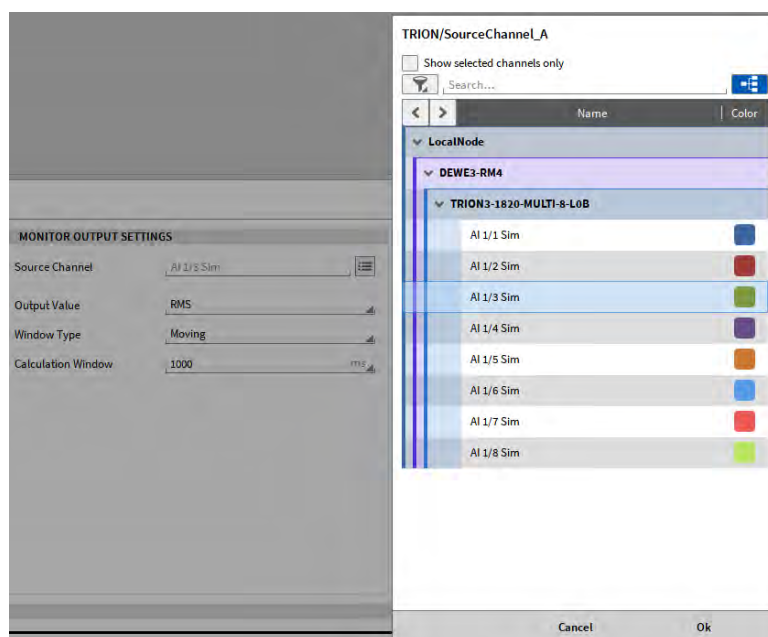 TRION/SourceChannel_A
Show selected channels only
Search...
Name Color
LocalNode
DEWE3-RM4
TRION3-1820-MULTI-8-L0B
AI 1/1 Sim
AI 1/2 Sim
AI 1/3 Sim
AI 1/4 Sim
AI 1/5 Sim
AI 1/6 Sim
AI 1/7 Sim
AI 1/8 Sim
Cancel Ok
MONITOR OUTPUT SETTINGS
Source Channel AI 1/3 Sim
Output Value RMS
Window Type Moving
Calculation Window 1000 ms